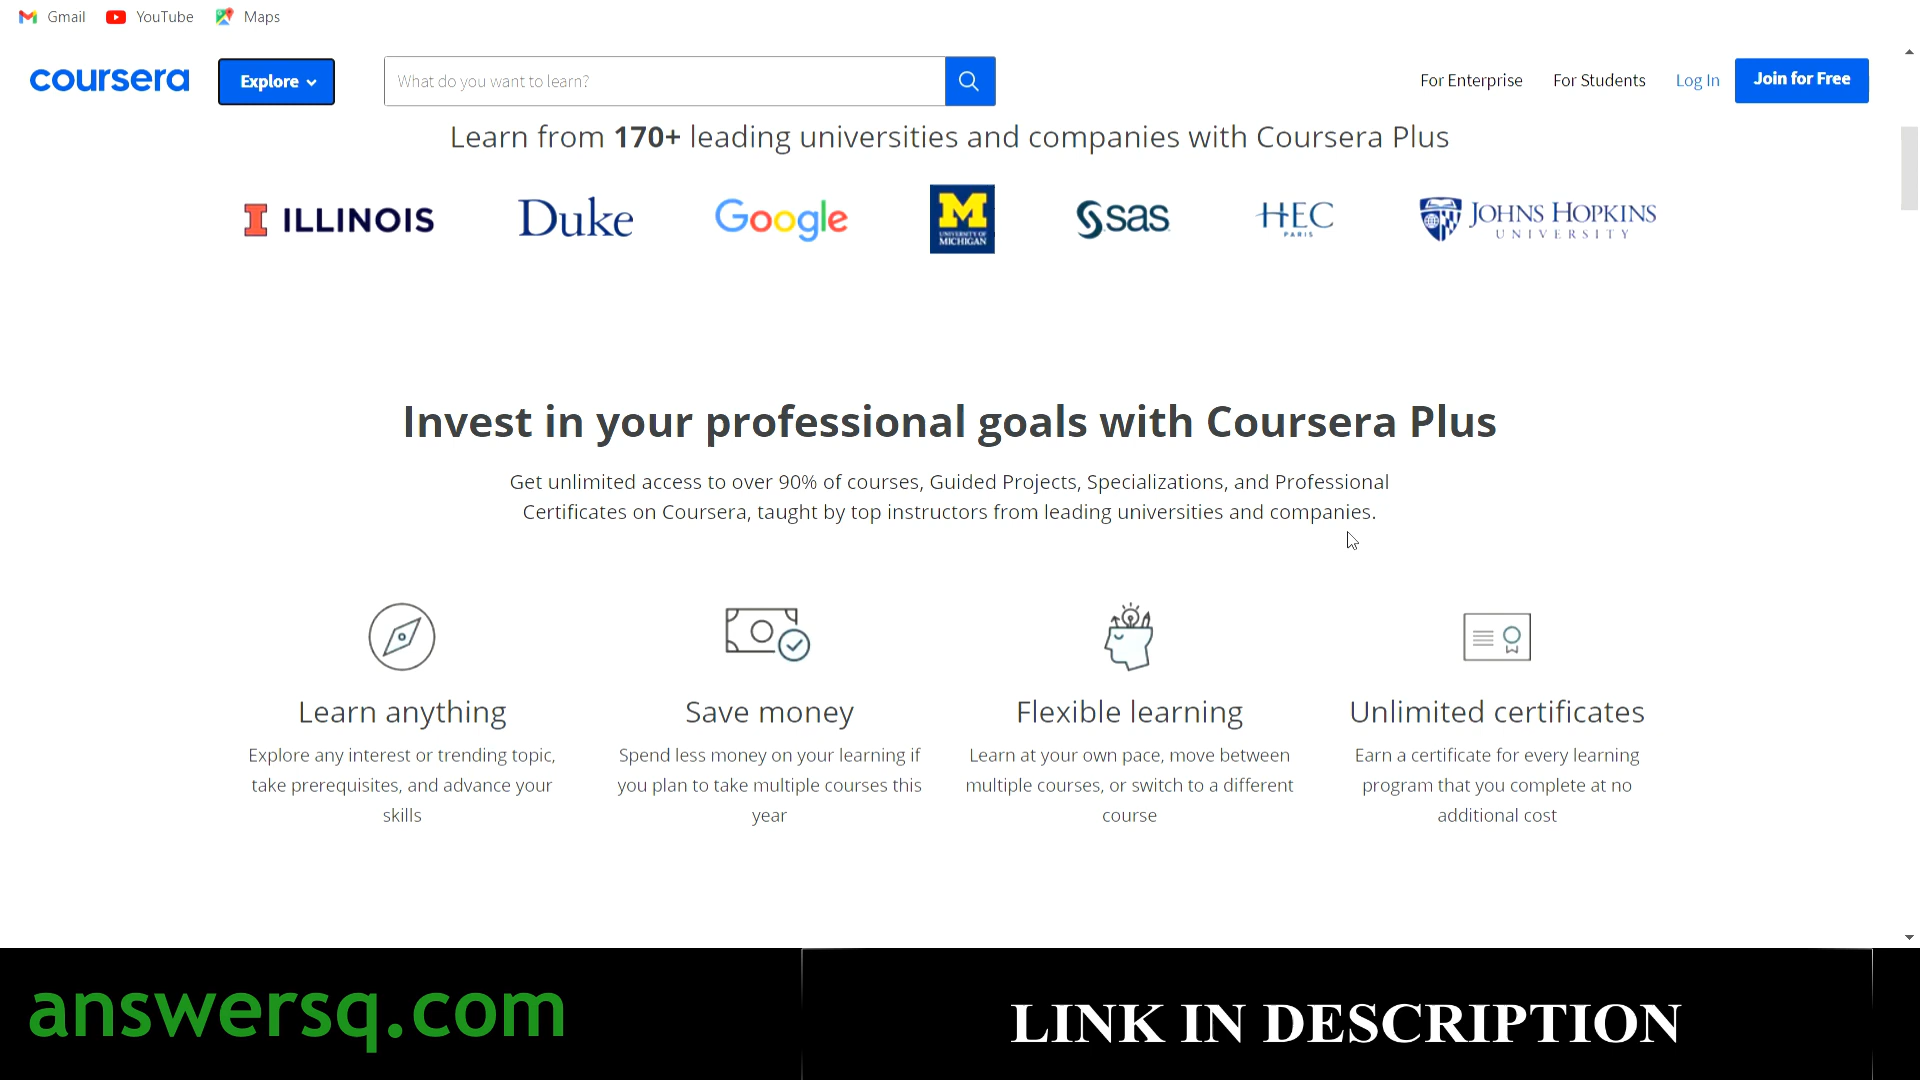 Gmail YouTube Maps
coursera Explore What do you want to learn? For Enterprise For Students Log In Join for Free
Learn from 170+ leading universities and companies with Coursera Plus
ILLINOIS Duke Google M UNIVERSITY OF MICHIGAN sas HEC PARIS JOHNS HOPKINS UNIVERSITY
Invest in your professional goals with Coursera Plus
Get unlimited access to over 90% of courses, Guided Projects, Specializations, and Professional
Certificates on Coursera, taught by top instructors from leading universities and companies.
Learn anything
Explore any interest or trending topic,
take prerequisites, and advance your
skills
Save money
Spend less money on your learning if
you plan to take multiple courses this
year
Flexible learning
Learn at your own pace, move between
multiple courses, or switch to a different
course
Unlimited certificates
Earn a certificate for every learning
program that you complete at no
additional cost
answersq.com
LINK IN DESCRIPTION